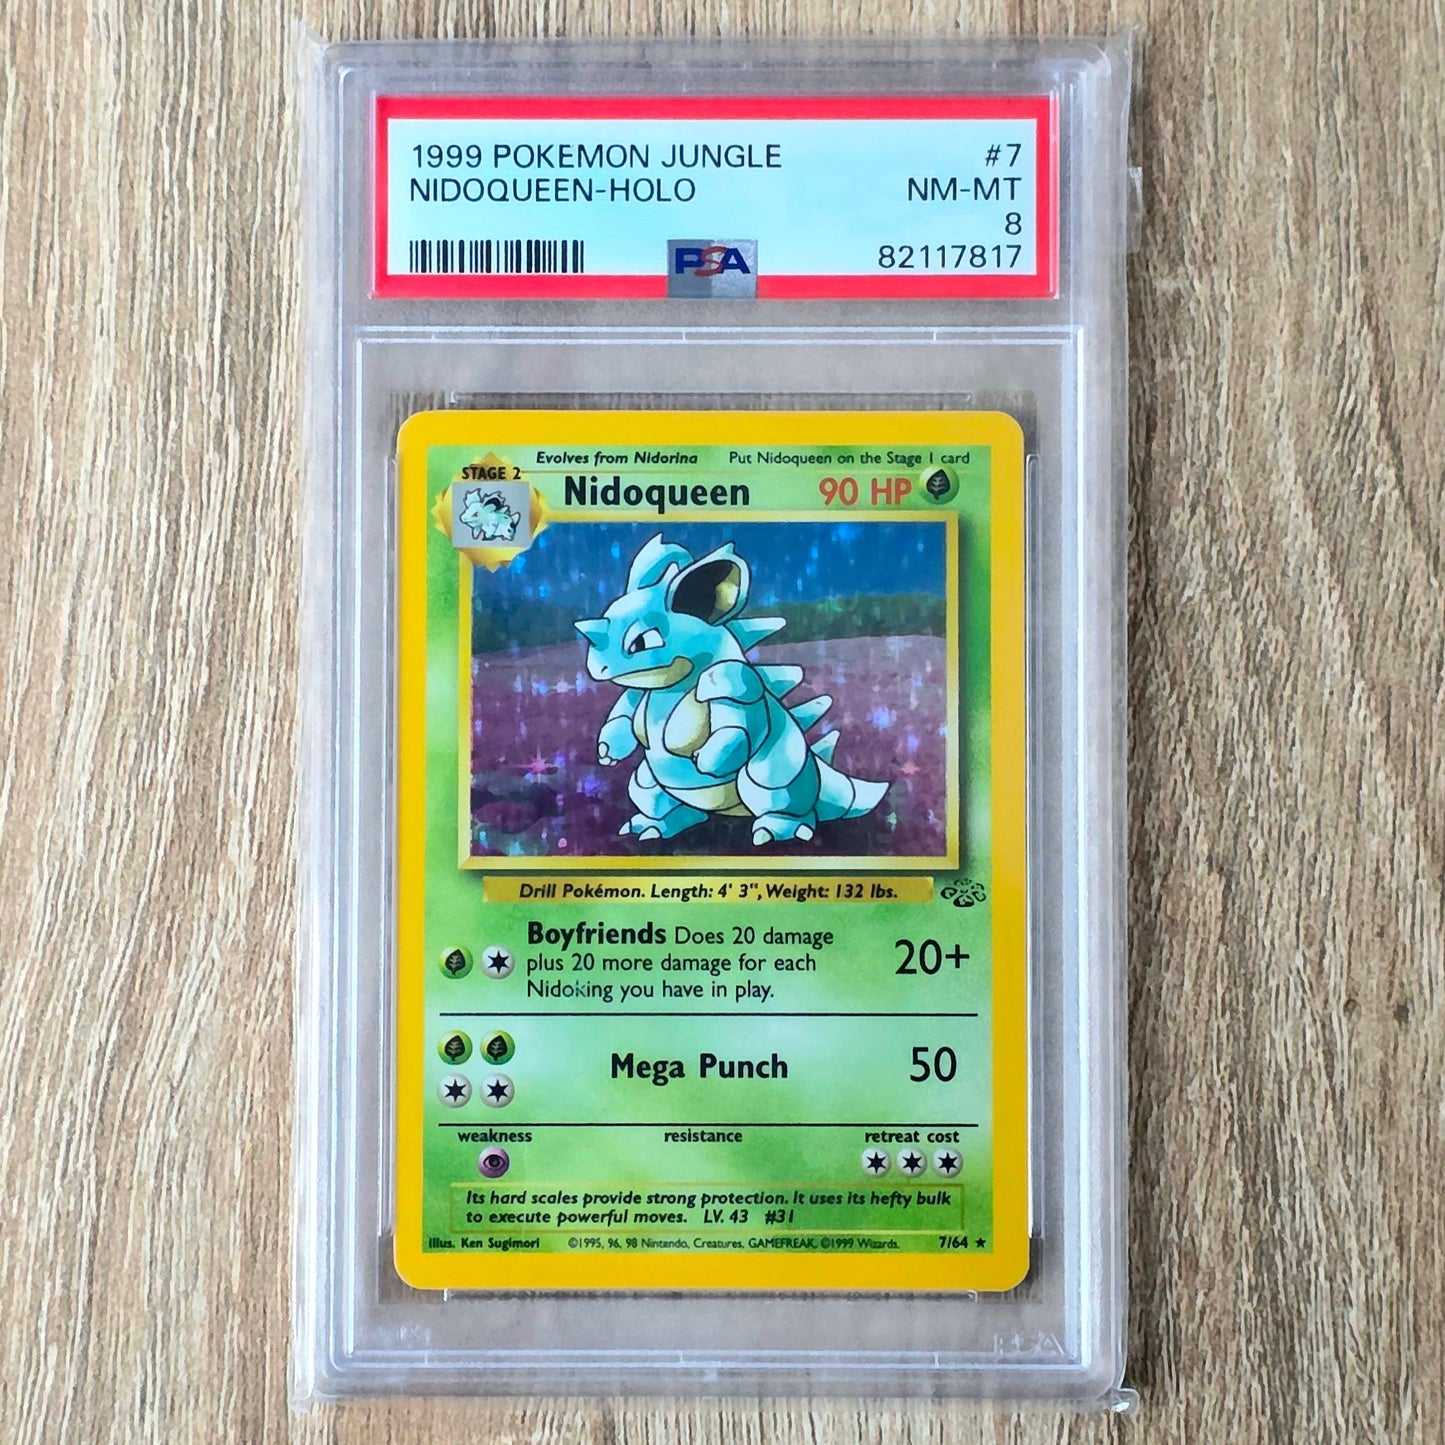 1999 POKEMON JUNGLE #7
NIDOQUEEN-HOLO NM-MT
8
PSA 82117817
Evolves from Nidorina Put Nidoqueen on the Stage 1 card
STAGE 2
Nidoqueen 90 HP
Drill Pokémon. Length: 4' 3", Weight: 132 lbs.
Boyfriends Does 20 damage
plus 20 more damage for each
Nidoking you have in play.
20+
Mega Punch 50
weakness resistance retreat cost
Its hard scales provide strong protection. It uses its hefty bulk
to execute powerful moves. LV. 43 #31
Illus. Ken Sugimori ©1995, 96, 98 Nintendo, Creatures, GAMEFREAK. ©1999 Wizards. 7/64 ★
PSA